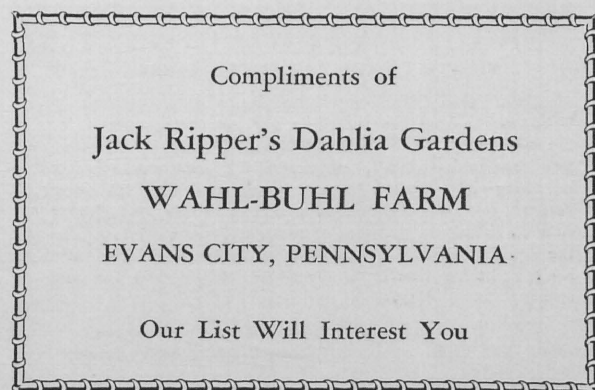 Compliments of
Jack Ripper's Dahlia Gardens
WAHL-BUHL FARM
EVANS CITY, PENNSYLVANIA
Our List Will Interest You